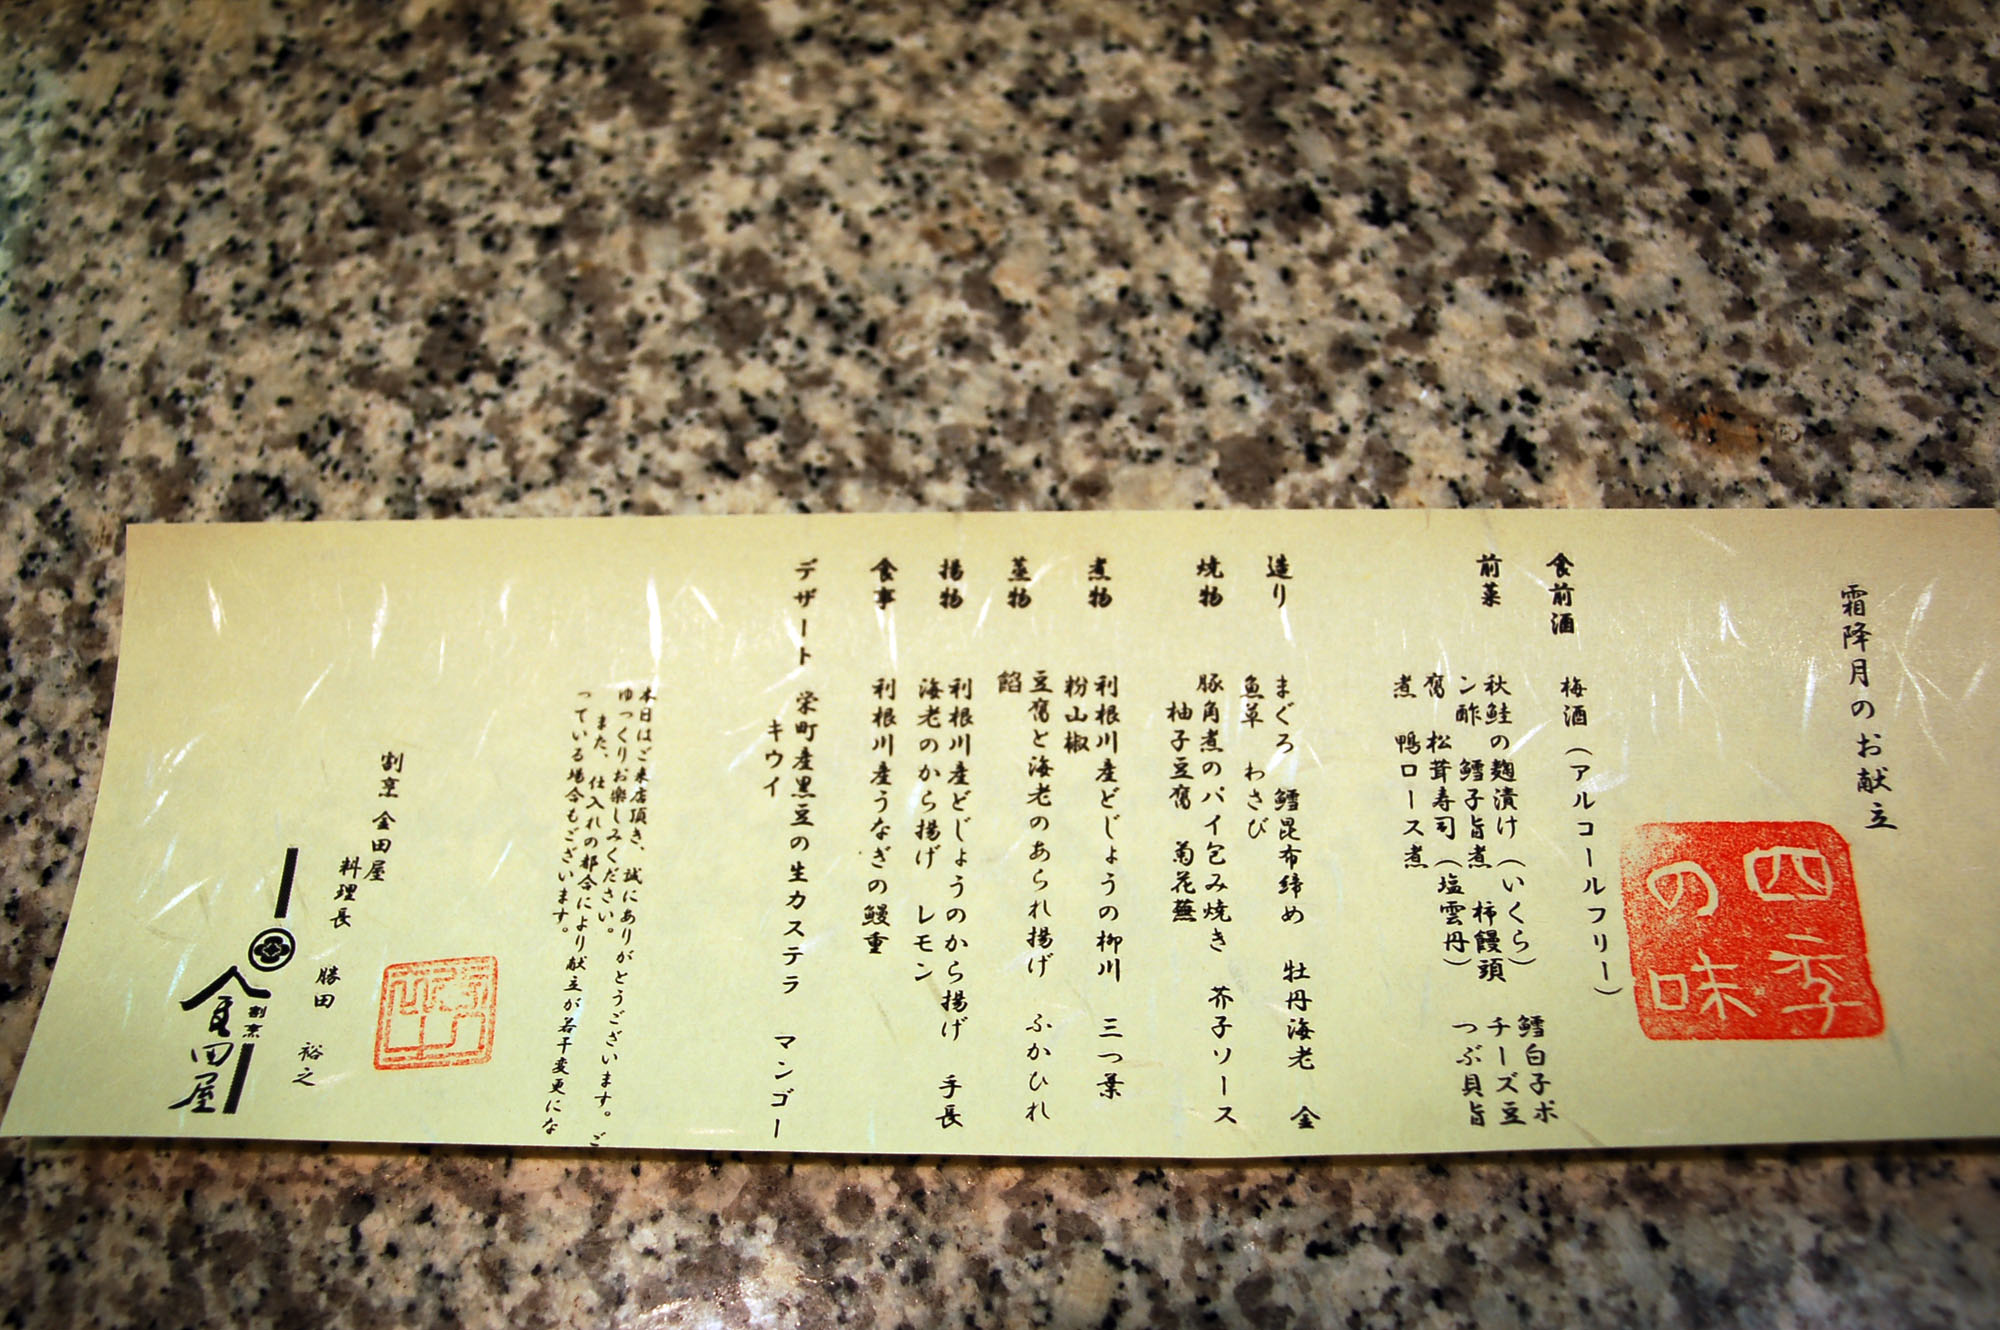 霜降月のお献立
四季
の味
食前酒 梅酒(アルコールフリー)
前菜 秋鮭の麹漬け(いくら) 鱈白子ポ
ン酢 鱈子旨煮 柿饅頭 チーズ豆
腐 松茸寿司(塩雲丹) つぶ貝旨
煮 鴨ロース煮
造り まぐろ 鱈昆布締め 牡丹海老 金
魚草 わさび
焼物 豚角煮のパイ包み焼き 芥子ソース
柚子豆腐 菊花蕪
煮物 利根川産どじょうの柳川 三つ葉
粉山椒
蒸物 豆腐と海老のあられ揚げ ふかひれ
餡
揚物 利根川産どじょうのから揚げ 手長
海老のから揚げ レモン
食事 利根川産うなぎの鰻重
デザート 栄町産黒豆の生カステラ マンゴー
キウイ
本日はご来店頂き、誠にありがとうございます。ご
ゆっくりお楽しみください。
また、仕入れの都合により献立が若干変更にな
っている場合もございます。
割烹 金田屋
料理長 勝田 裕之
割烹
金田屋